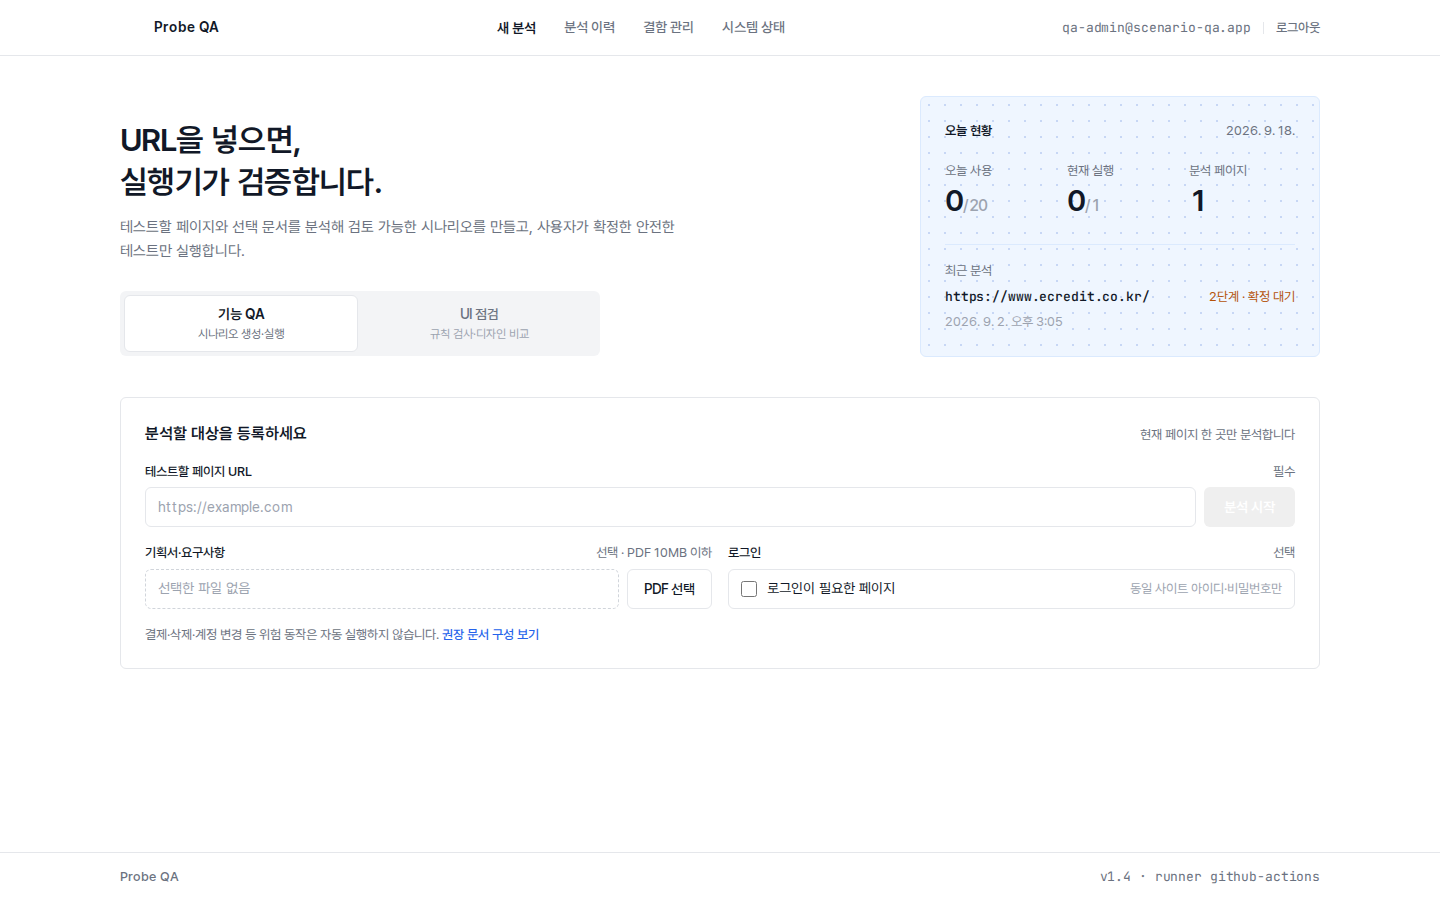 Probe QA
새 분석
분석 이력
결함 관리
시스템 상태
qa-admin@scenario-qa.app
로그아웃
URL을 넣으면,
실행기가 검증합니다.
테스트할 페이지와 선택 문서를 분석해 검토 가능한 시나리오를 만들고, 사용자가 확정한 안전한
테스트만 실행합니다.
기능 QA
시나리오 생성·실행
UI 점검
규칙 검사·디자인 비교
오늘 현황
2026. 9. 18.
오늘 사용
0/20
현재 실행
0/1
분석 페이지
1
최근 분석
https://www.ecredit.co.kr/
2단계 · 확정 대기
2026. 9. 2. 오후 3:05
분석할 대상을 등록하세요
현재 페이지 한 곳만 분석합니다
테스트할 페이지 URL
필수
https://example.com
분석 시작
기획서·요구사항
선택 · PDF 10MB 이하
선택한 파일 없음
PDF 선택
로그인
선택
로그인이 필요한 페이지
동일 사이트 아이디·비밀번호만
결제·삭제·계정 변경 등 위험 동작은 자동 실행하지 않습니다. 권장 문서 구성 보기
Probe QA
v1.4 · runner github-actions